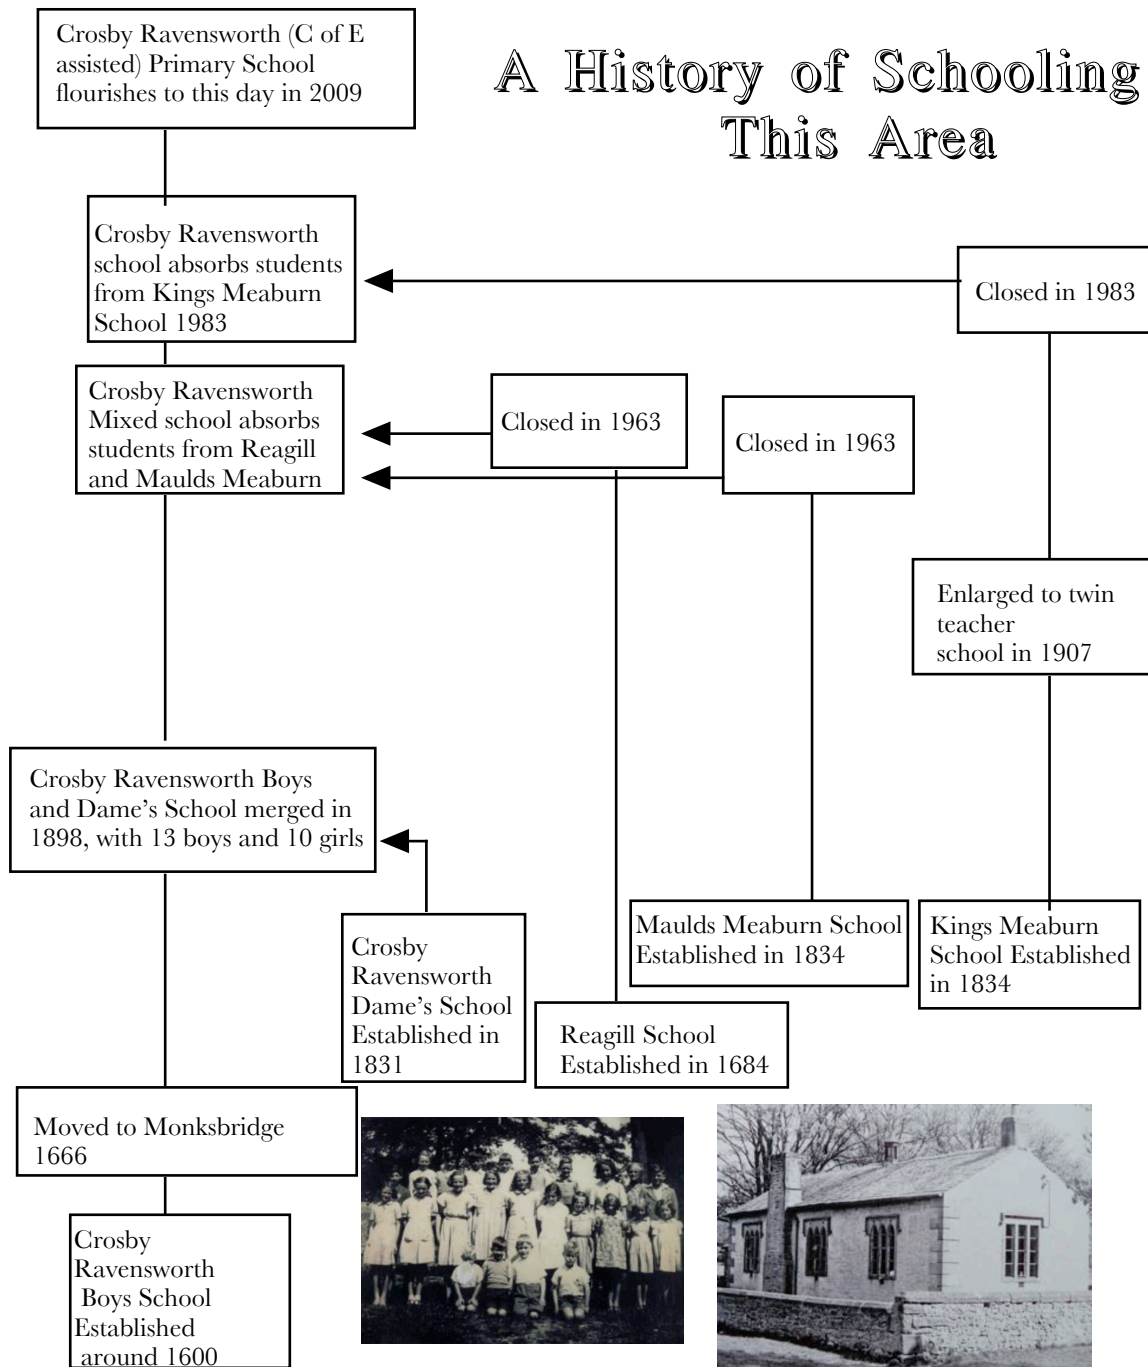 A History of Schooling
This Area
Crosby Ravensworth (C of E
assisted) Primary School
flourishes to this day in 2009
Crosby Ravensworth
school absorbs students
from Kings Meaburn
School 1983
Closed in 1983
Crosby Ravensworth
Mixed school absorbs
students from Reagill
and Maulds Meaburn
Closed in 1963
Closed in 1963
Enlarged to twin
teacher
school in 1907
Crosby Ravensworth Boys
and Dame’s School merged in
1898, with 13 boys and 10 girls
Crosby
Ravensworth
Dame’s School
Established in
1831
Reagill School
Established in 1684
Maulds Meaburn School
Established in 1834
Kings Meaburn
School Established
in 1834
Moved to Monksbridge
1666
Crosby
Ravensworth
Boys School
Established
around 1600